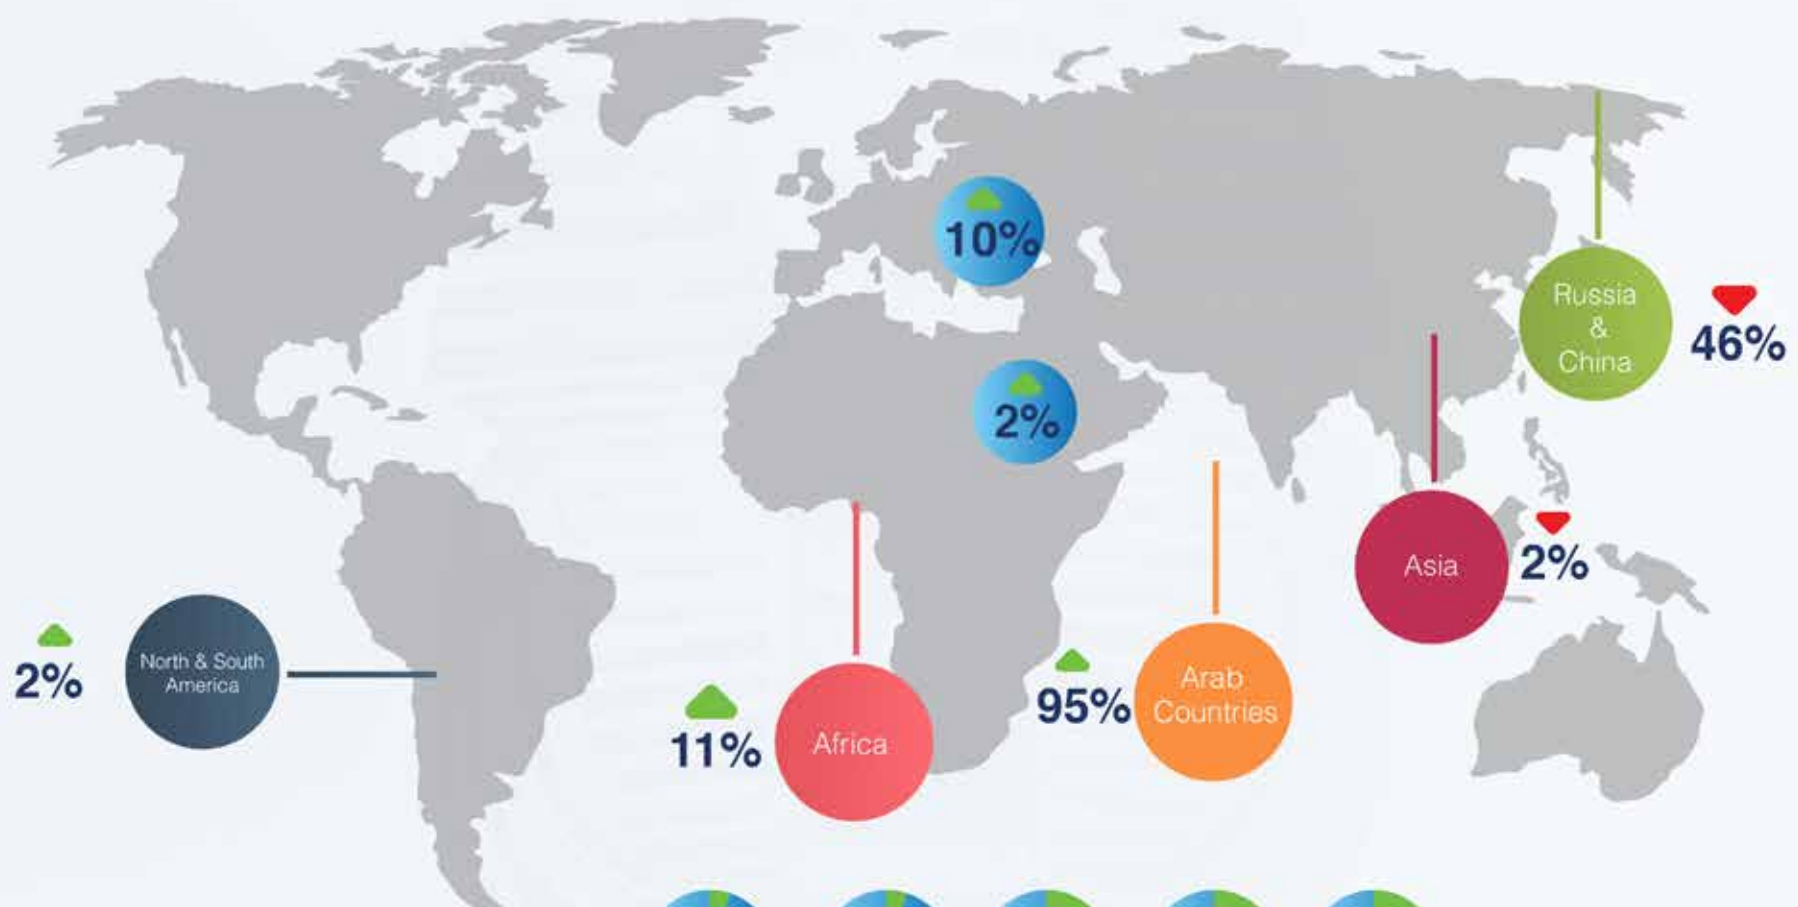 10%
Russia
&
China
46%
2%
Asia
2%
North & South
America
2%
Arab
Countries
95%
Africa
11%